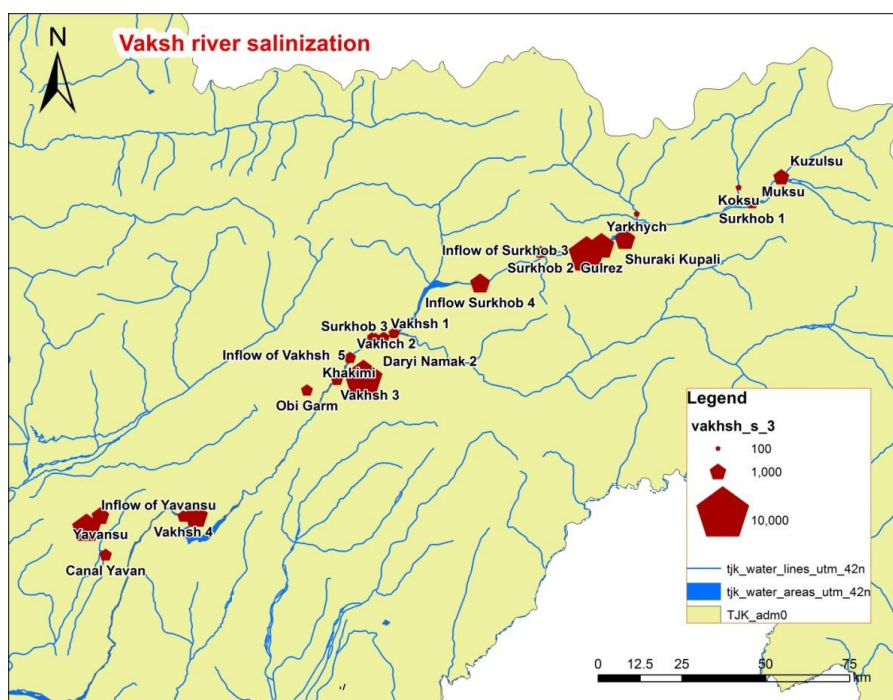 Vaksh river salinization
N
Kuzulsu
Muksu
Koksu
Surkhob 1
Yarkhych
Inflow of Surkhob 3
Shuraki Kupali
Surkhob 2
Gulrez
Inflow Surkhob 4
Surkhob 3
Vakhsh 1
Vakhch 2
Inflow of Vakhsh 5
Daryi Namak 2
Khakimi
Vakhsh 3
Obi Garm
Inflow of Yavansu
Yavansu
Vakhsh 4
Canal Yavan
Legend
vakhsh_s_3
100
1,000
10,000
tjk_water_lines_utm_42n
tjk_water_areas_utm_42n
TJK_adm0
0 12.5 25 50 75
km